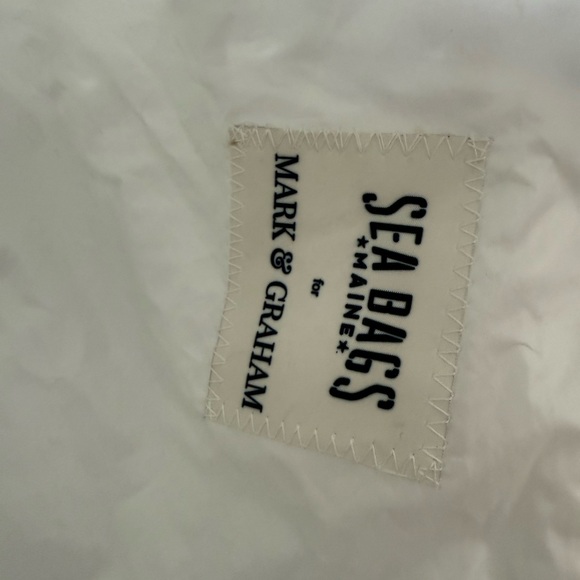 SEA BAGS
*MAINE*
for
MARK & GRAHAM